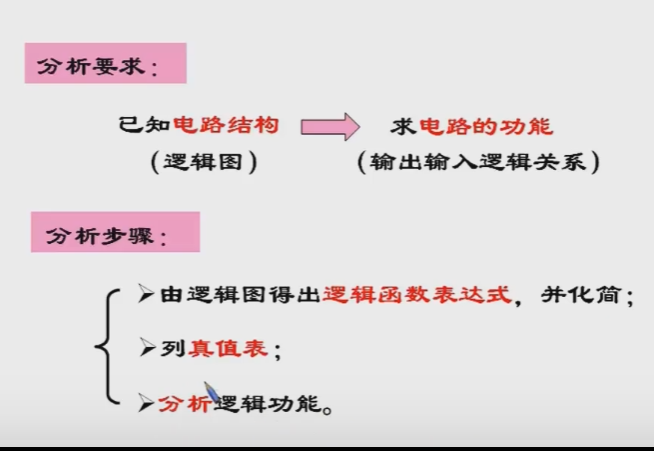 分析要求：
已知电路结构 求电路的功能
（逻辑图） （输出输入逻辑关系）
分析步骤：
由逻辑图得出逻辑函数表达式，并化简；
列真值表；
分析逻辑功能。